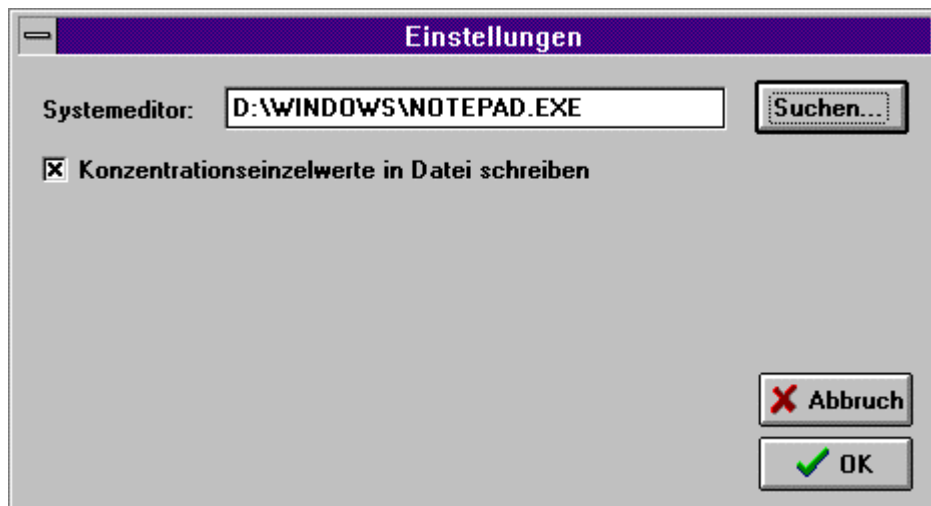 Einstellungen
Systemeditor: D:\WINDOWS\NOTEPAD.EXE Suchen...
Konzentrationseinzelwerte in Datei schreiben
Abbruch
OK